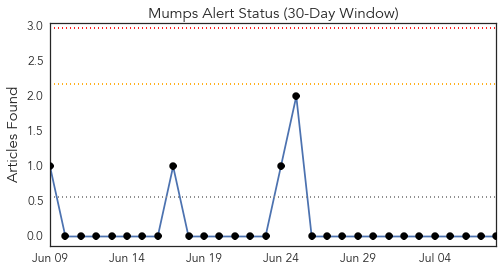 Mumps Alert Status (30-Day Window)
Articles Found
3.0
2.5
2.0
1.5
1.0
0.5
0.0
Jun 09 Jun 14 Jun 19 Jun 24 Jun 29 Jul 04